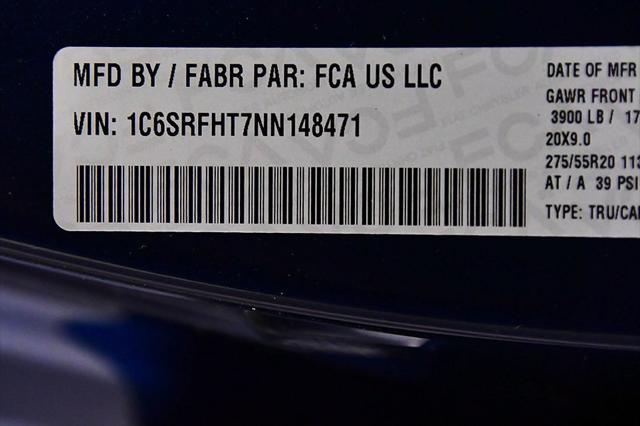 MFD BY / FABR PAR: FCA US LLC
VIN: 1C6SRFHT7NN148471
DATE OF MFR
GAWR FRONT
3900 LB / 17
20X9.0
275/55R20 113
AT / A 39 PSI
TYPE: TRU/CA